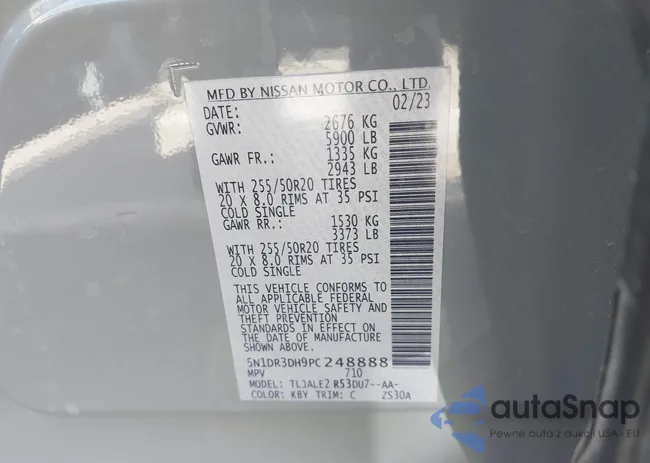 MFD BY NISSAN MOTOR CO., LTD.
DATE: 02/23
GVWR: 2676 KG
5900 LB
GAWR FR.: 1335 KG
2943 LB
WITH 255/50R20 TIRES
20 X 8.0 RIMS AT 35 PSI
COLD SINGLE
GAWR RR.: 1530 KG
3373 LB
WITH 255/50R20 TIRES
20 X 8.0 RIMS AT 35 PSI
COLD SINGLE
THIS VEHICLE CONFORMS TO
ALL APPLICABLE FEDERAL
MOTOR VEHICLE SAFETY AND
THEFT PREVENTION
STANDARDS IN EFFECT ON
THE DATE OF MANUFACTURE
SHOWN ABOVE.
5N1DR3DH9PC248888
MPV 710
MODEL: TLJALE2 R53DU7--AA-
COLOR: KBY TRIM: C ZS30A
autoSnap
Pewne auta z aukcji USA i EU